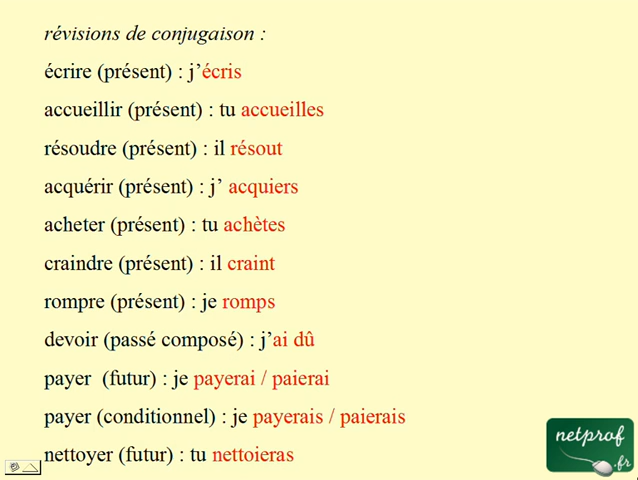 révisions de conjugaison :
écrire (présent) : j’écris
accueillir (présent) : tu accueilles
résoudre (présent) : il résout
acquérir (présent) : j’ acquiers
acheter (présent) : tu achètes
craindre (présent) : il craint
rompre (présent) : je romps
devoir (passé composé) : j’ai dû
payer  (futur) : je payerai / paierai
payer (conditionnel) : je payerais / paierais
nettoyer (futur) : tu nettoieras
netprof
.fr